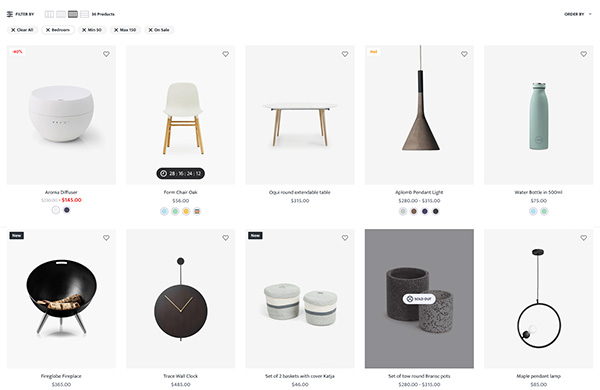 FILTER BY
36 Products
ORDER BY
Clear All
Bedroom
Min 50
Max 150
On Sale
-40%
Hot
28 : 16 : 24 : 12
Aroma Diffuser
$145.00
Form Chair Oak
$56.00
Oqui round extendable table
$315.00
Aplomb Pendant Light
$280.00 - $315.00
Water Bottle in 500ml
$75.00
New
New
SOLD OUT
Fireglobe Fireplace
$365.00
Trace Wall Clock
$485.00
Set of 2 baskets with cover Katja
$46.00
Set of tow round Bransc pots
$280.00 - $315.00
Maple pendant lamp
$85.00